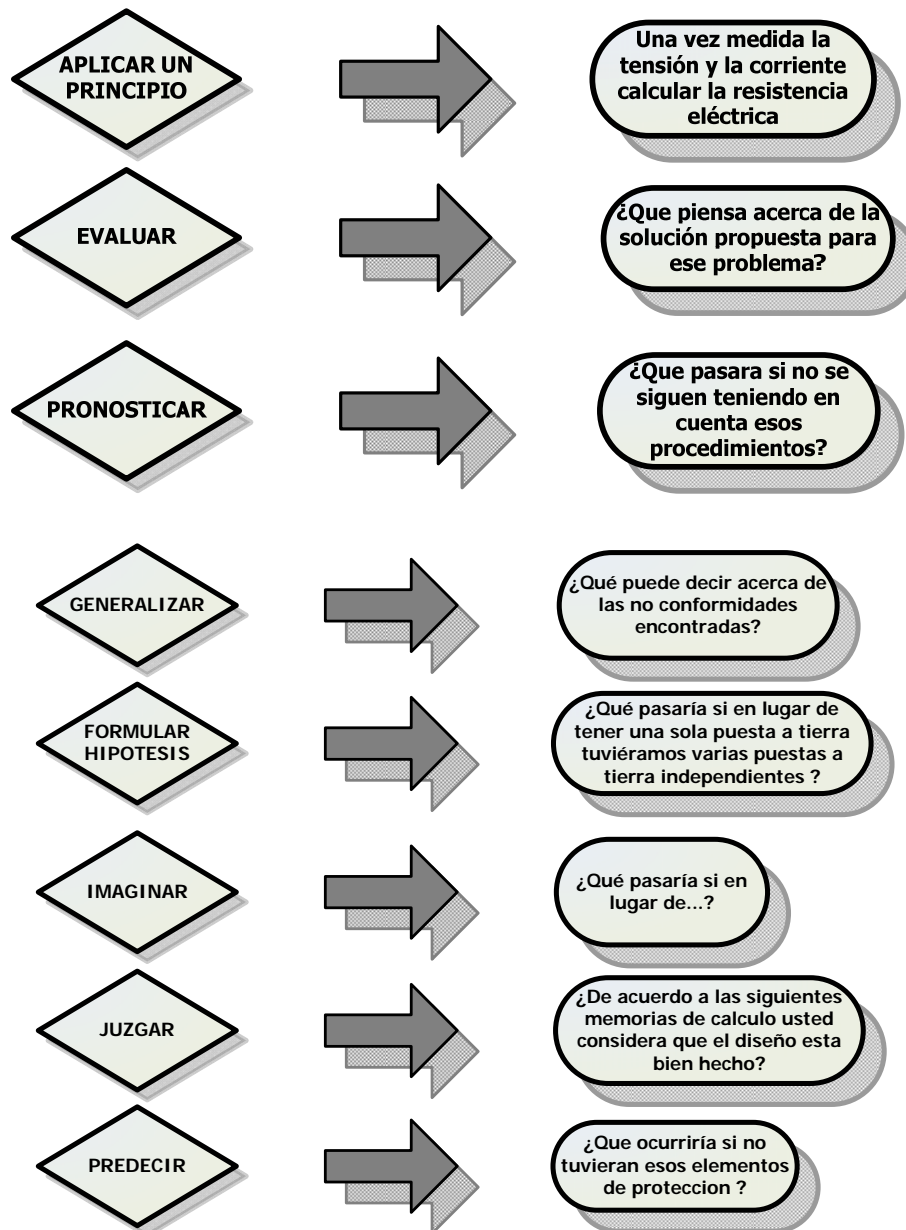 APLICAR UN
PRINCIPIO
Una vez medida la
tensión y la corriente
calcular la resistencia
eléctrica
EVALUAR
¿Que piensa acerca de la
solución propuesta para
ese problema?
PRONOSTICAR
¿Que pasara si no se
siguen teniendo en
cuenta esos
procedimientos?
GENERALIZAR
¿Qué puede decir acerca de
las no conformidades
encontradas?
FORMULAR
HIPOTESIS
¿Qué pasaría si en lugar de
tener una sola puesta a tierra
tuviéramos varias puestas a
tierra independientes ?
IMAGINAR
¿Qué pasaría si en
lugar de...?
JUZGAR
¿De acuerdo a las siguientes
memorias de calculo usted
considera que el diseño esta
bien hecho?
PREDECIR
¿Que ocurriría si no
tuvieran esos elementos
de proteccion ?